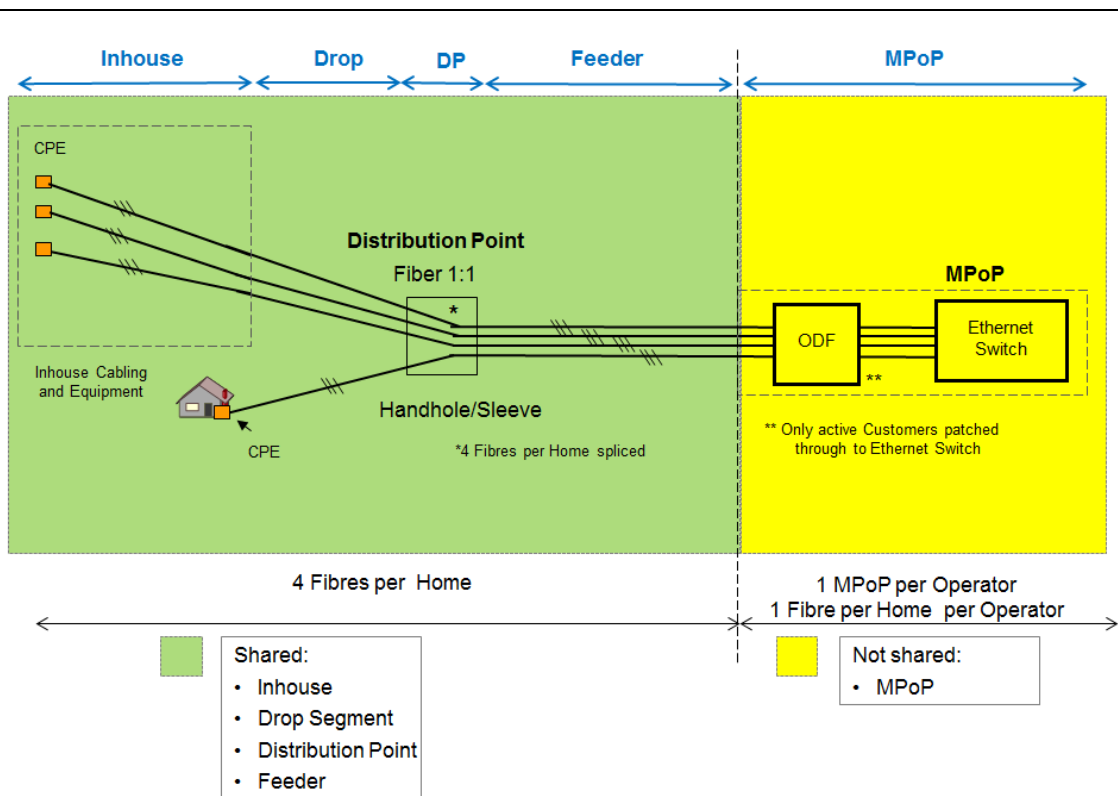 Inhouse
Drop
DP
Feeder
MPoP
CPE
Distribution Point
Fiber 1:1
*
MPoP
ODF
Ethernet
Switch
**
Inhouse Cabling
and Equipment
Handhole/Sleeve
CPE
*4 Fibres per Home spliced
** Only active Customers patched
through to Ethernet Switch
4 Fibres per Home
1 MPoP per Operator
1 Fibre per Home per Operator
Shared:
• Inhouse
• Drop Segment
• Distribution Point
• Feeder
Not shared:
• MPoP